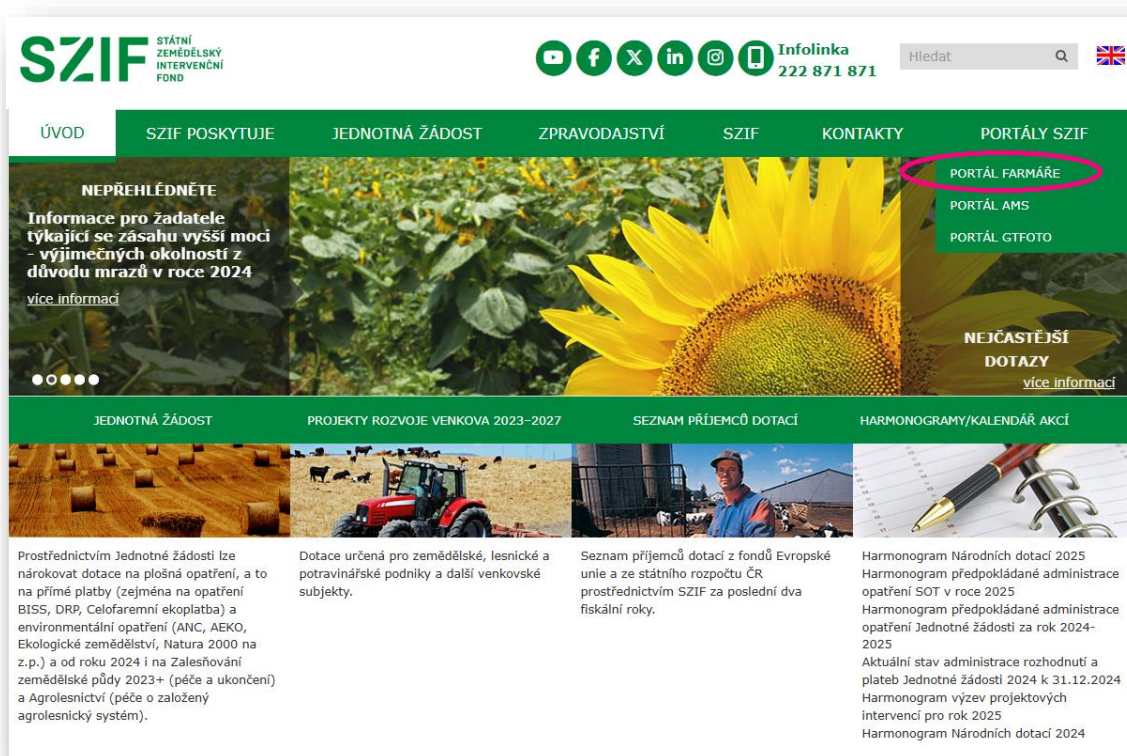 SZIF
STÁTNÍ
ZEMĚDĚLSKÝ
INTERVENČNÍ
FOND
Infolinka
222 871 871
Hledat
ÚVOD
SZIF POSKYTUJE
JEDNOTNÁ ŽÁDOST
ZPRAVODAJSTVÍ
SZIF
KONTAKTY
PORTÁLY SZIF
PORTÁL FARMÁŘE
PORTÁL AMS
PORTÁL GTFOTO
NEPŘEHLÉDNĚTE
Informace pro žadatele
týkající se zásahu vyšší moci
- výjimečných okolností z
důvodu mrazů v roce 2024
více informací
NEJČASTĚJŠÍ
DOTAZY
více informací
JEDNOTNÁ ŽÁDOST
PROJEKTY ROZVOJE VENKOVA 2023–2027
SEZNAM PŘÍJEMCŮ DOTACÍ
HARMONOGRAMY/KALENDÁŘ AKCÍ
Prostřednictvím Jednotné žádosti lze
nárokovat dotace na plošná opatření, a to
na přímé platby (zejména na opatření
BISS, DRP, Celofaremní ekoplatba) a
environmentální opatření (ANC, AEKO,
Ekologické zemědělství, Natura 2000 na
z.p.) a od roku 2024 i na Zalesňování
zemědělské půdy 2023+ (péče a ukončení)
a Agrolesnictví (péče o založený
agrolesnický systém).
Dotace určená pro zemědělské, lesnické a
potravinářské podniky a další venkovské
subjekty.
Seznam příjemců dotací z fondů Evropské
unie a ze státního rozpočtu ČR
prostřednictvím SZIF za poslední dva
fiskální roky.
Harmonogram Národních dotací 2025
Harmonogram předpokládané administrace
opatření SOT v roce 2025
Harmonogram předpokládané administrace
opatření Jednotné žádosti za rok 2024-
2025
Aktuální stav administrace rozhodnutí a
plateb Jednotné žádosti 2024 k 31.12.2024
Harmonogram výzev projektových
intervencí pro rok 2025
Harmonogram Národních dotací 2024